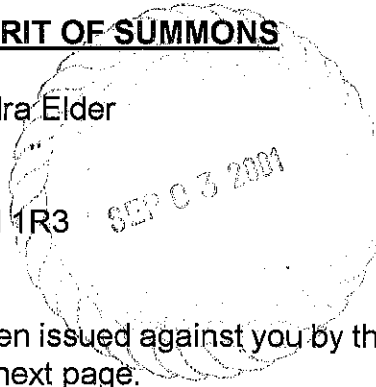 RIT OF SUMMONS
ra Elder
1R3
SEP 0 3 2001
en issued against you by th
next page.